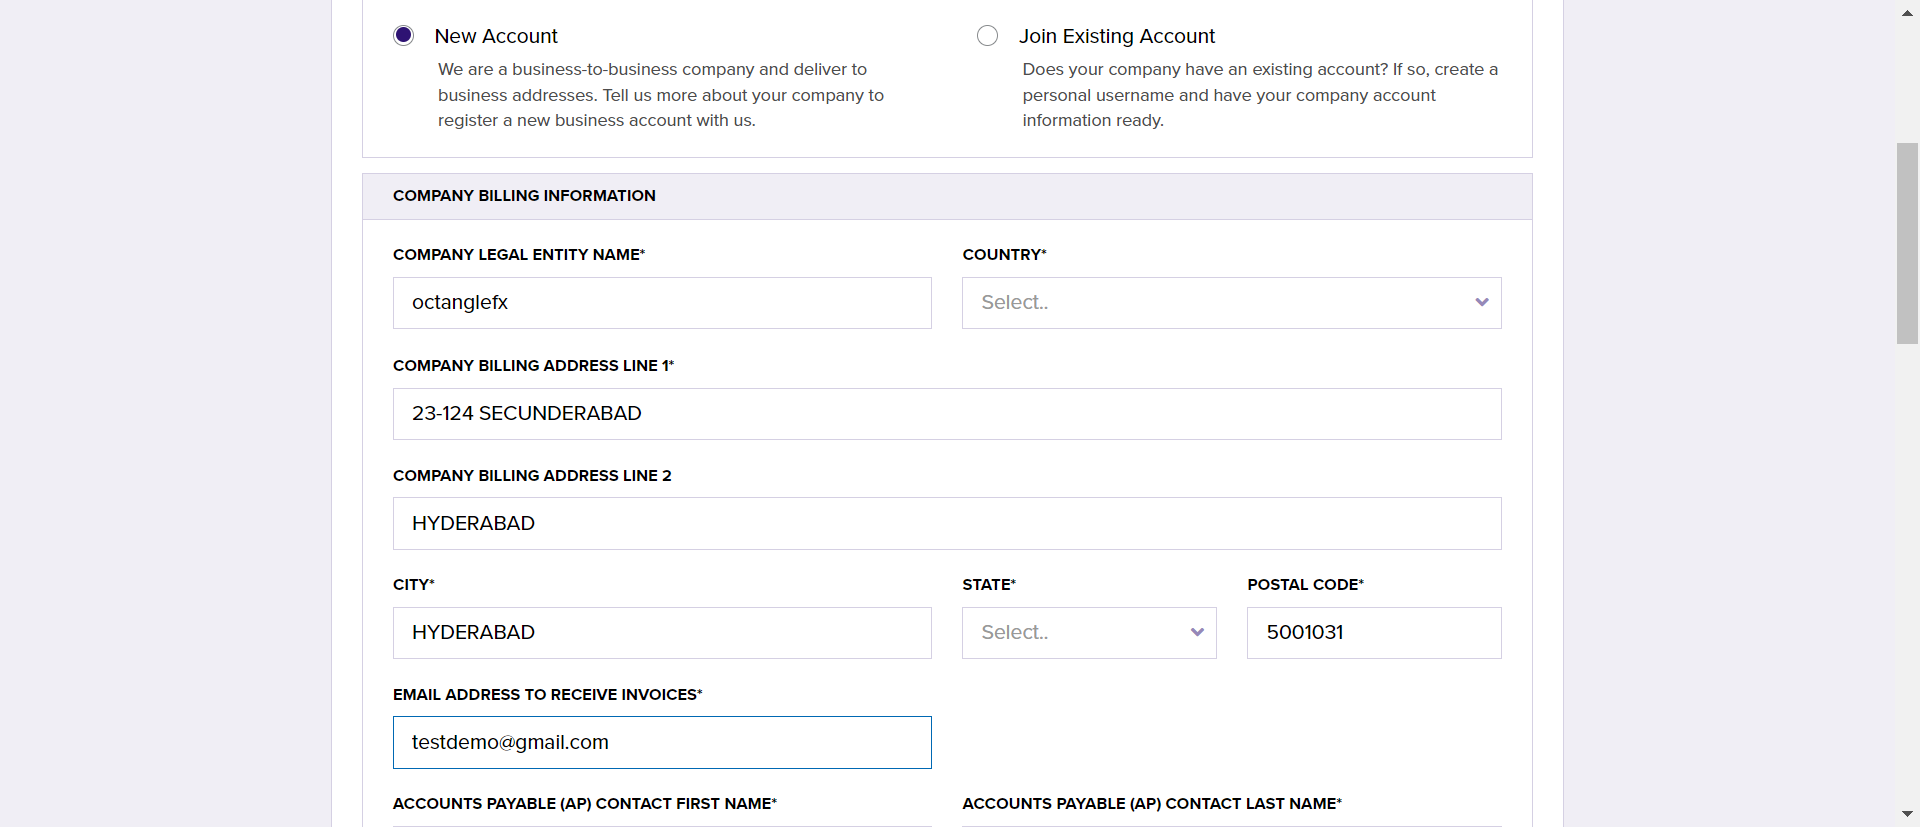 New Account
We are a business-to-business company and deliver to
business addresses. Tell us more about your company to
register a new business account with us.
Join Existing Account
Does your company have an existing account? If so, create a
personal username and have your company account
information ready.
COMPANY BILLING INFORMATION
COMPANY LEGAL ENTITY NAME*
octanglefx
COUNTRY*
Select..
COMPANY BILLING ADDRESS LINE 1*
23-124 SECUNDERABAD
COMPANY BILLING ADDRESS LINE 2
HYDERABAD
CITY*
HYDERABAD
STATE*
Select..
POSTAL CODE*
5001031
EMAIL ADDRESS TO RECEIVE INVOICES*
testdemo@gmail.com
ACCOUNTS PAYABLE (AP) CONTACT FIRST NAME*
ACCOUNTS PAYABLE (AP) CONTACT LAST NAME*